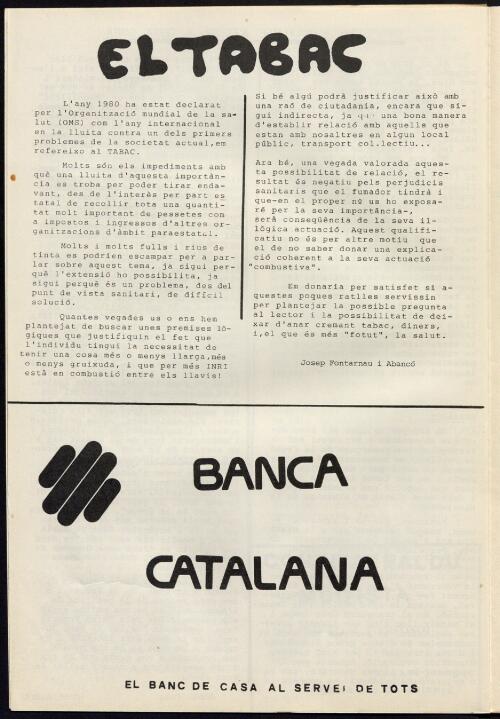 EL TABAC
L'any 1980 ha estat declarat
per l'Organització mundial de la sa-
lut (OMS) com l'any internacional
en la lluita contra un dels primers
problemes de la societat actual,em
refereixo al TABAC.
Molts són els impediments amb
què una lluita d'aquesta importàn-
cia es troba per poder tirar enda-
vant, des de l'interès per part es
tatal de recollir tota una quanti-
tat molt important de pessetes com
a impostos i ingressos d'altres or-
ganitzacions d'àmbit paraestatal.
Molts i molts fulls i rius de
tinta es podrien escampar per a par-
lar sobre aquest tema, ja sigui per-
què l'extensió ho possibilita, ja
sigui perquè és un problema, des del
punt de vista sanitari, de difícil
solució.
Quantes vegades us o ens hem
plantejat de buscar unes premises lò-
giques que justifiquin el fet que
l'individu tingui la necessitat de
tenir una cosa més o menys llarga,més
o menys gruixuda, i que per més INRI
està en combustió entre els llavis!
Si bé algú podrà justificar això amb
una raó de ciutadania, encara que si-
gui indirecta, ja que una bona manera
d'establir relació amb aquells que
estan amb nosaltres en algun local
públic, transport col.lectiu...
Ara bé, una vegada valorada aques-
ta possibilitat de relació, el re-
sultat és negatiu pels perjudicis
sanitaris que el fumador tindrà i
que-en el proper nº us ho exposa-
ré per la seva importància-,
serà conseqüència de la seva il-
lògica actuació. Aquest qualifi-
catiu no és per altre motiu que
el de no saber donar una explica-
ció coherent a la seva actuació
"combustiva".
Em donaria per satisfet si a-
questes poques ratlles servissin
per plantejar la possible pregunta
al lector i la possibilitat de dei-
xar d'anar cremant tabac, diners,
i,el que és més "fotut", la salut.
Josep Fontarnau i Abancó
BANCA
CATALANA
EL BANC DE CASA AL SERVEI DE TOTS